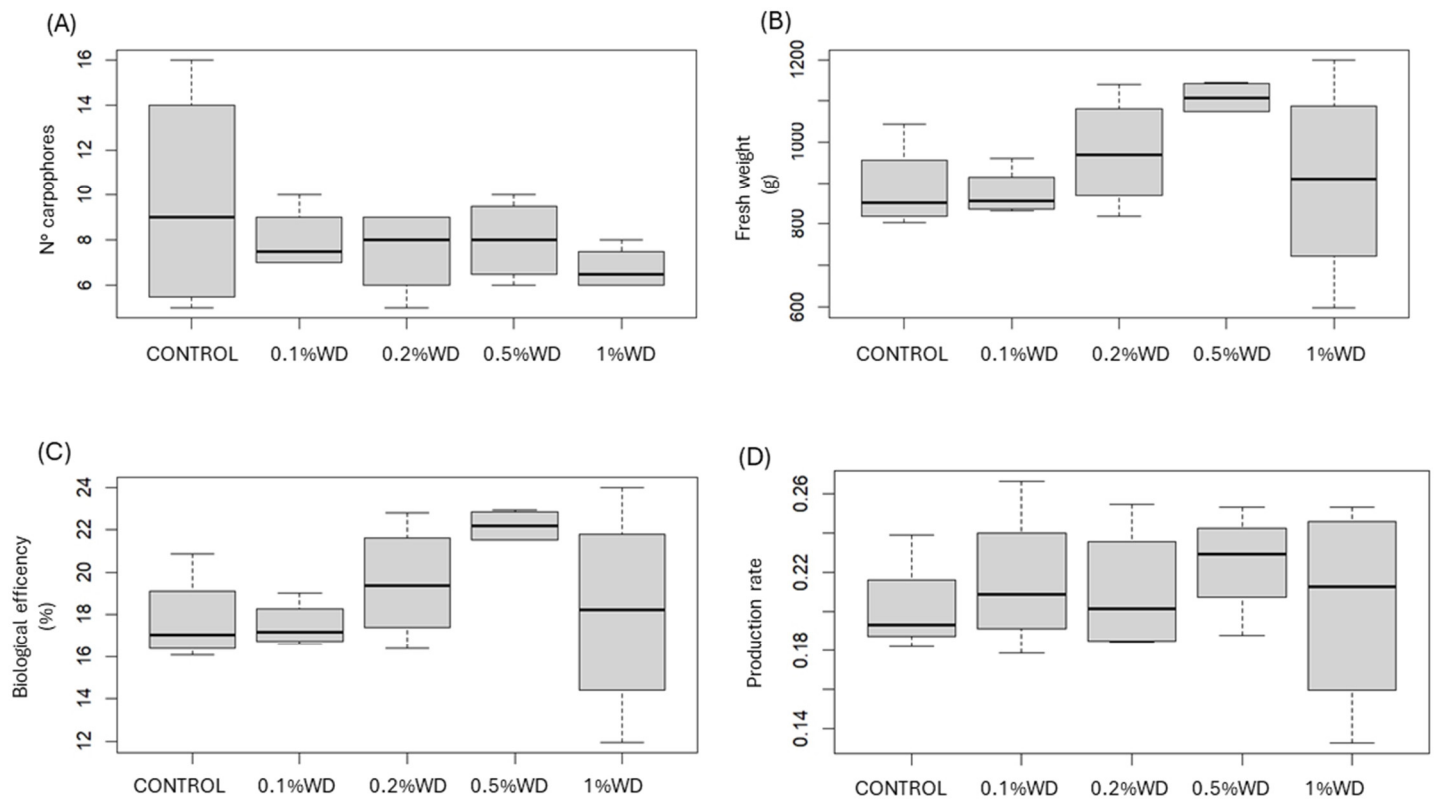 (A)
Nº carpophores
16
14
12
10
8
6
CONTROL 0.1%WD 0.2%WD 0.5%WD 1%WD
(B)
Fresh weight
(g)
1200
1000
800
600
CONTROL 0.1%WD 0.2%WD 0.5%WD 1%WD
(C)
Biological efficency
(%)
24
22
20
18
16
14
12
CONTROL 0.1%WD 0.2%WD 0.5%WD 1%WD
(D)
Production rate
0.26
0.22
0.18
0.14
CONTROL 0.1%WD 0.2%WD 0.5%WD 1%WD